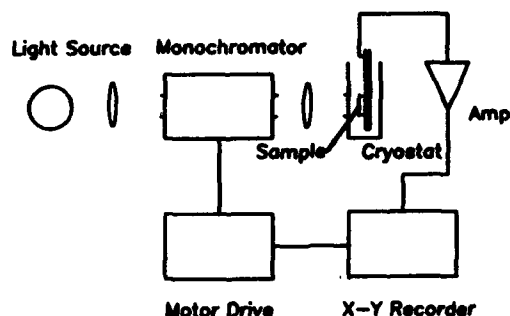 Light Source
Monochromator
Amp
Sample
Cryostat
Motor Drive
X-Y Recorder